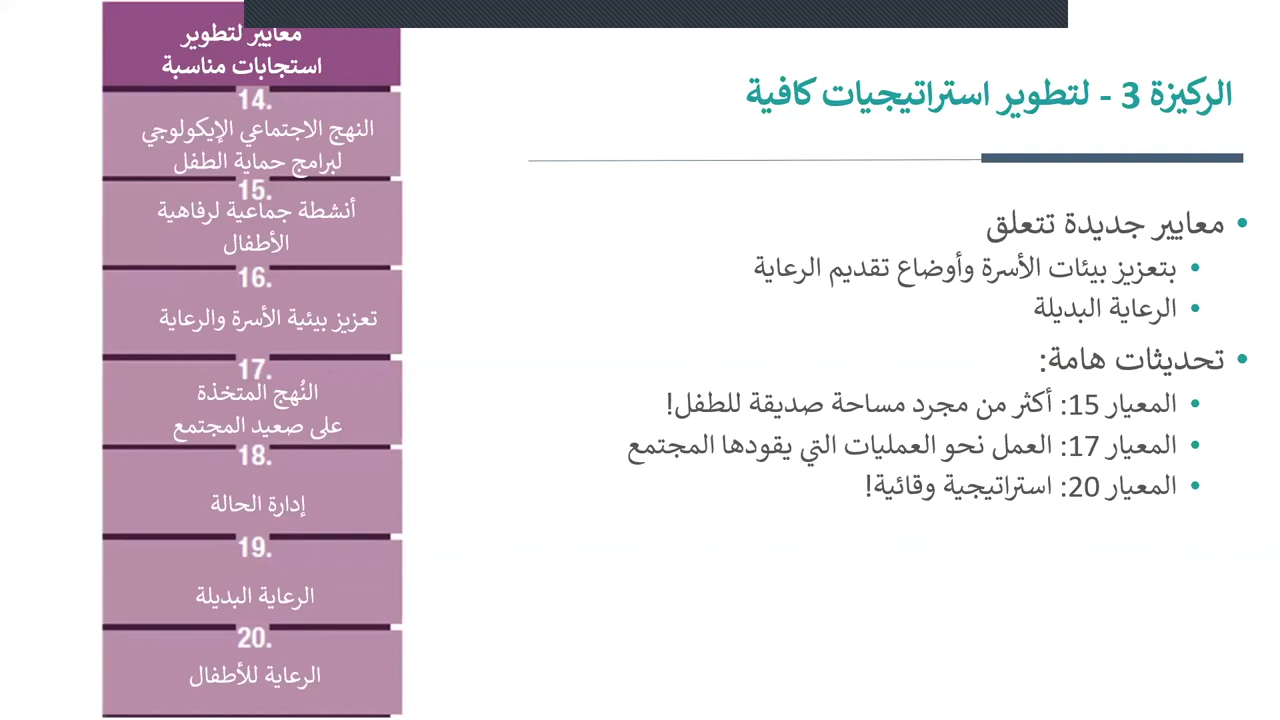 الركيزة 3 - لتطوير استراتيجيات كافية
• معايير جديدة تتعلق
• بتعزيز بيئات الأسرة وأوضاع تقديم الرعاية
• الرعاية البديلة
• تحديثات هامة:
• المعيار 15: أكثر من مجرد مساحة صديقة للطفل!
• المعيار 17: العمل نحو العمليات التي يقودها المجتمع
• المعيار 20: استراتيجية وقائية!
معايير لتطوير
استجابات مناسبة
14.
النهج الاجتماعي الإيكولوجي
لبرامج حماية الطفل
15.
أنشطة جماعية لرفاهية
الأطفال
16.
تعزيز بيئية الأسرة والرعاية
17.
النُهج المتخذة
على صعيد المجتمع
18.
إدارة الحالة
19.
الرعاية البديلة
20.
الرعاية للأطفال